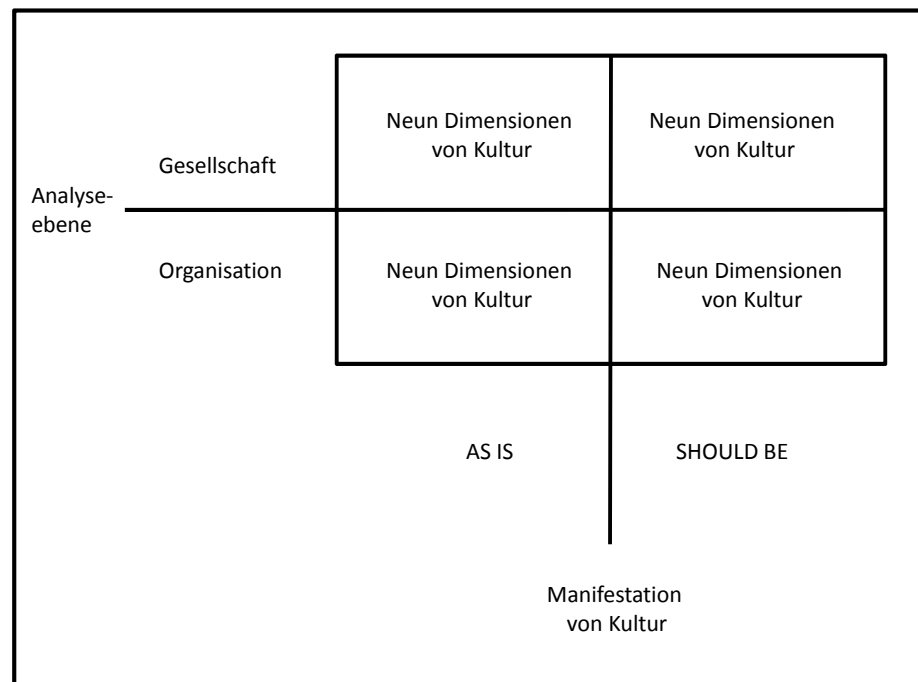 Neun Dimensionen
von Kultur
Neun Dimensionen
von Kultur
Gesellschaft
Analyse-
ebene
Organisation
Neun Dimensionen
von Kultur
Neun Dimensionen
von Kultur
AS IS
SHOULD BE
Manifestation
von Kultur